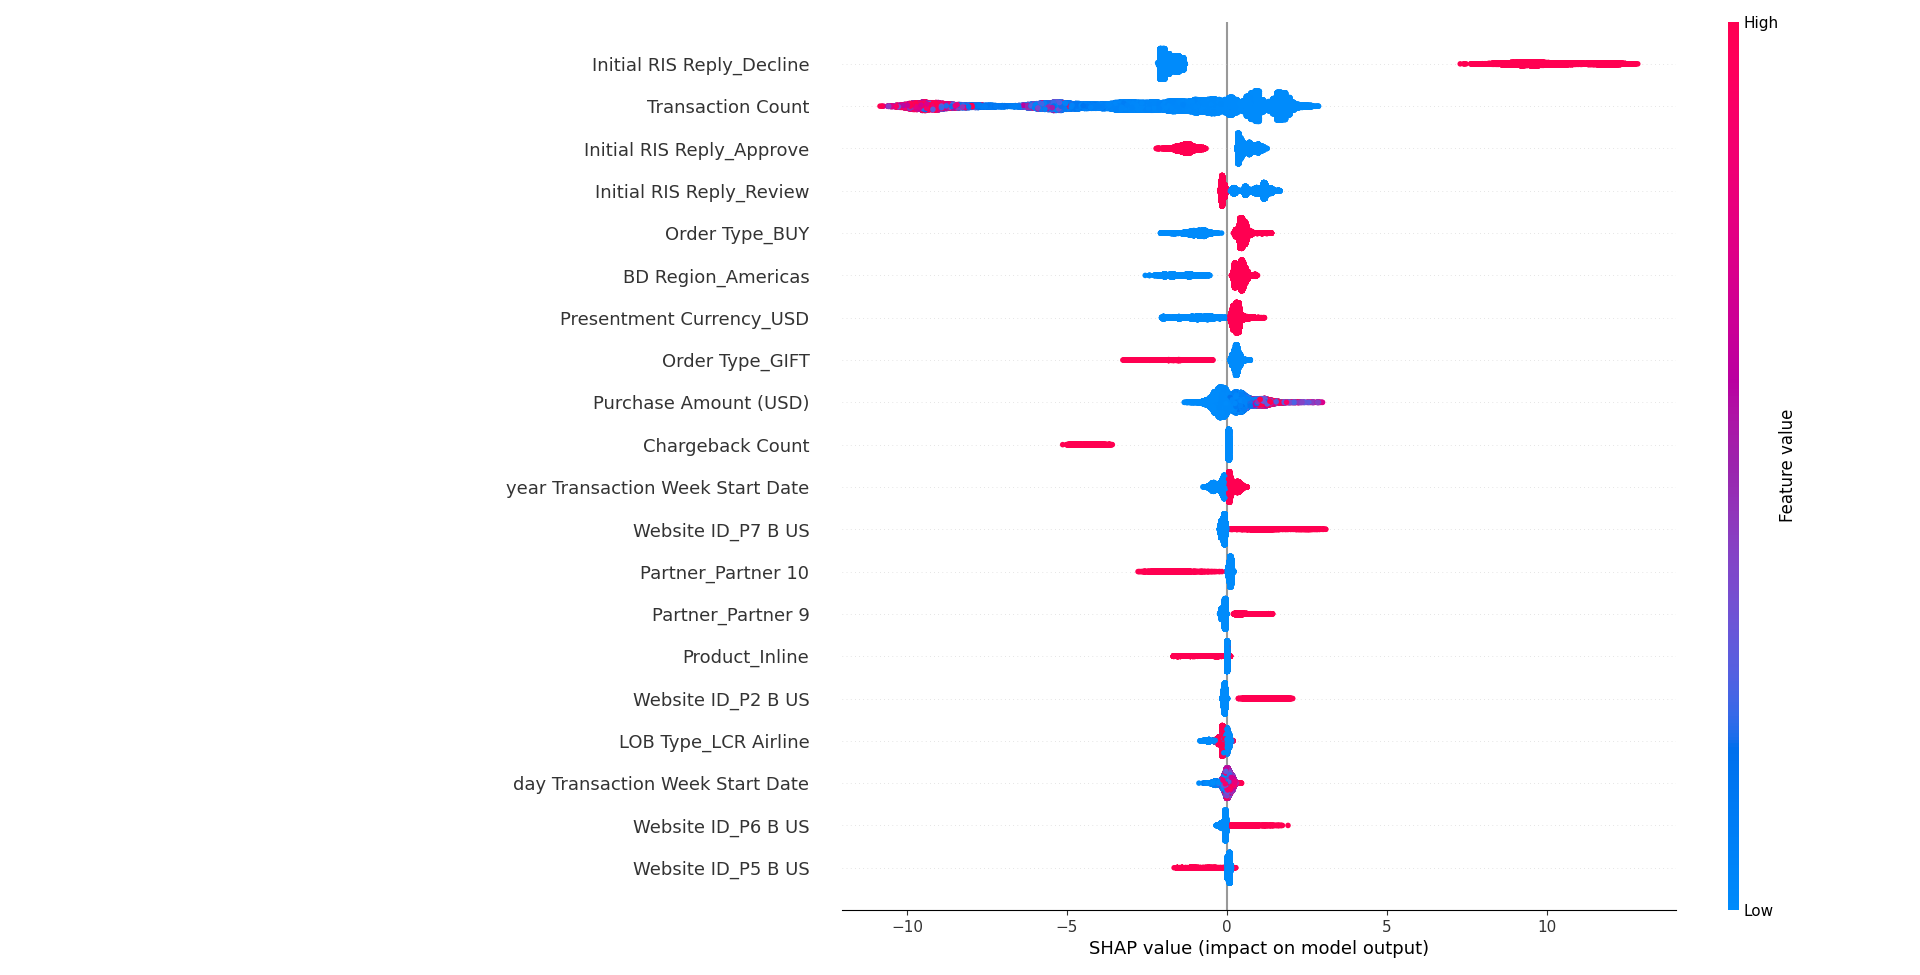 High
Initial RIS Reply_Decline
Transaction Count
Initial RIS Reply_Approve
Initial RIS Reply_Review
Order Type_BUY
BD Region_Americas
Presentment Currency_USD
Order Type_GIFT
Purchase Amount (USD)
Chargeback Count
year Transaction Week Start Date
Website ID_P7 B US
Partner_Partner 10
Partner_Partner 9
Product_Inline
Website ID_P2 B US
LOB Type_LCR Airline
day Transaction Week Start Date
Website ID_P6 B US
Website ID_P5 B US
Feature value
Low
−10 −5 0 5 10
SHAP value (impact on model output)